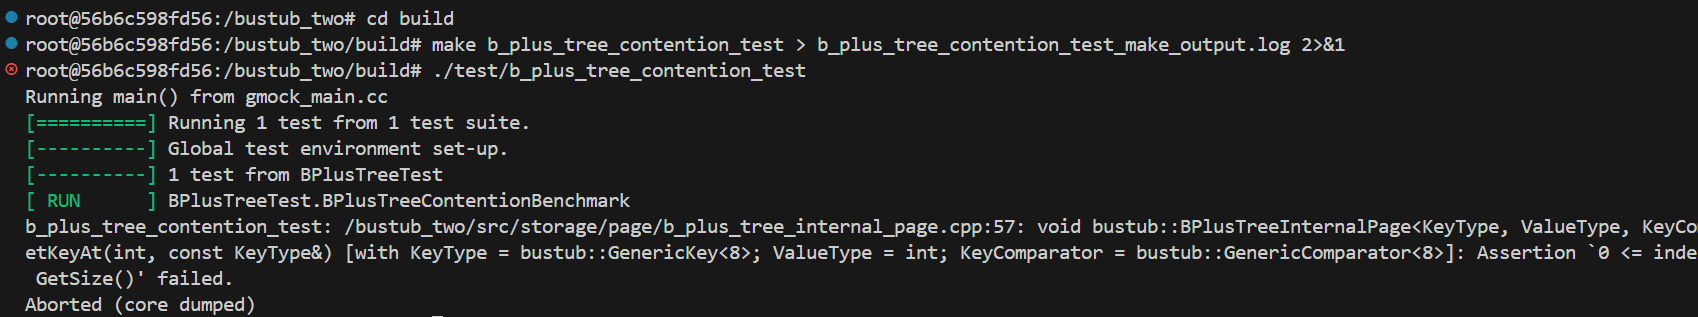 root@56b6c598fd56:/bustub_two# cd build
root@56b6c598fd56:/bustub_two/build# make b_plus_tree_contention_test > b_plus_tree_contention_test_make_output.log 2>&1
root@56b6c598fd56:/bustub_two/build# ./test/b_plus_tree_contention_test
Running main() from gmock_main.cc
[==========] Running 1 test from 1 test suite.
[----------] Global test environment set-up.
[----------] 1 test from BPlusTreeTest
[ RUN      ] BPlusTreeTest.BPlusTreeContentionBenchmark
b_plus_tree_contention_test: /bustub_two/src/storage/page/b_plus_tree_internal_page.cpp:57: void bustub::BPlusTreeInternalPage<KeyType, ValueType, KeyCo
etKeyAt(int, const KeyType&) [with KeyType = bustub::GenericKey<8>; ValueType = int; KeyComparator = bustub::GenericComparator<8>]: Assertion `0 <= inde
GetSize()' failed.
Aborted (core dumped)